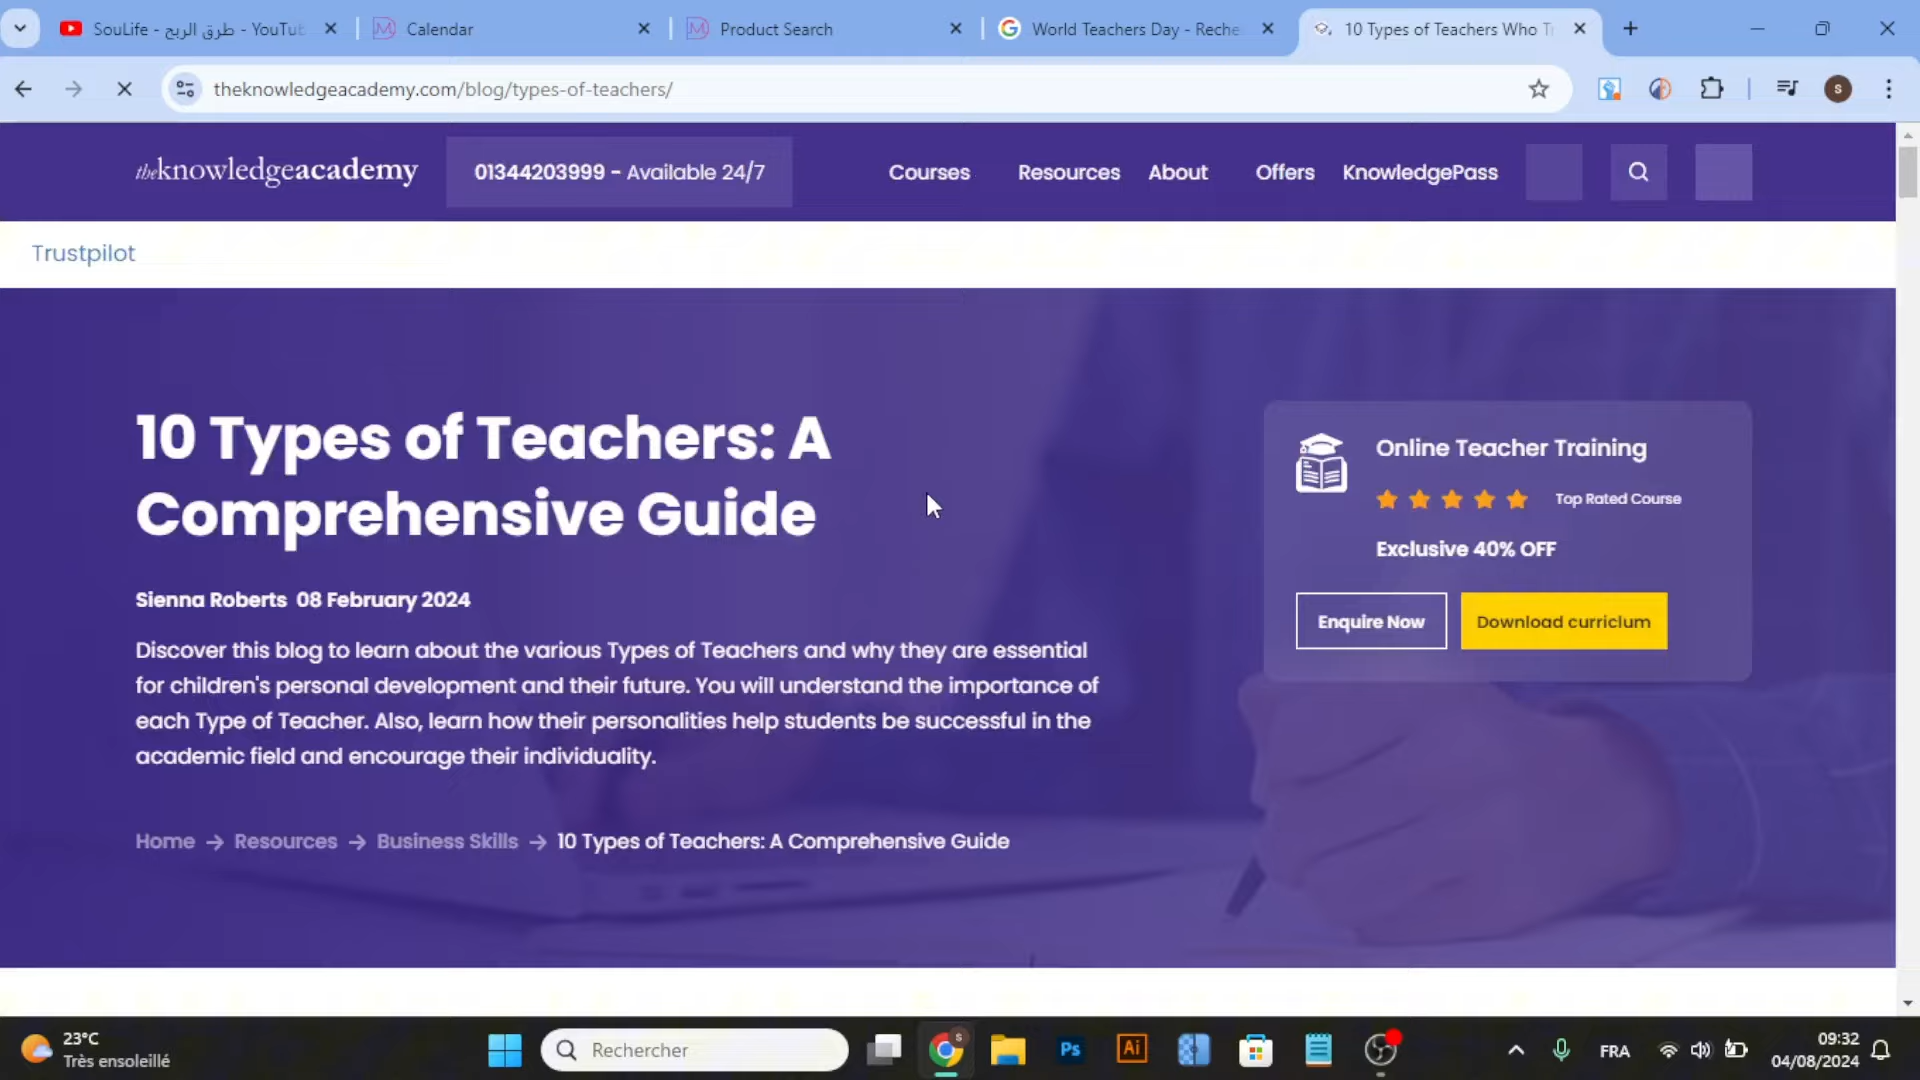 SouLife - طرق الربح - YouTub
Calendar
Product Search
World Teachers Day - Reche
10 Types of Teachers Who Tr
theknowledgeacademy.com/blog/types-of-teachers/
theknowledgeacademy
01344203999 - Available 24/7
Courses
Resources
About
Offers
KnowledgePass
Trustpilot
10 Types of Teachers: A
Comprehensive Guide
Sienna Roberts 08 February 2024
Discover this blog to learn about the various Types of Teachers and why they are essential
for children's personal development and their future. You will understand the importance of
each Type of Teacher. Also, learn how their personalities help students be successful in the
academic field and encourage their individuality.
Home → Resources → Business Skills → 10 Types of Teachers: A Comprehensive Guide
Online Teacher Training
Top Rated Course
Exclusive 40% OFF
Enquire Now
Download curriclum
23°C
Très ensoleillé
Rechercher
Ps
Ai
FRA
09:32
04/08/2024